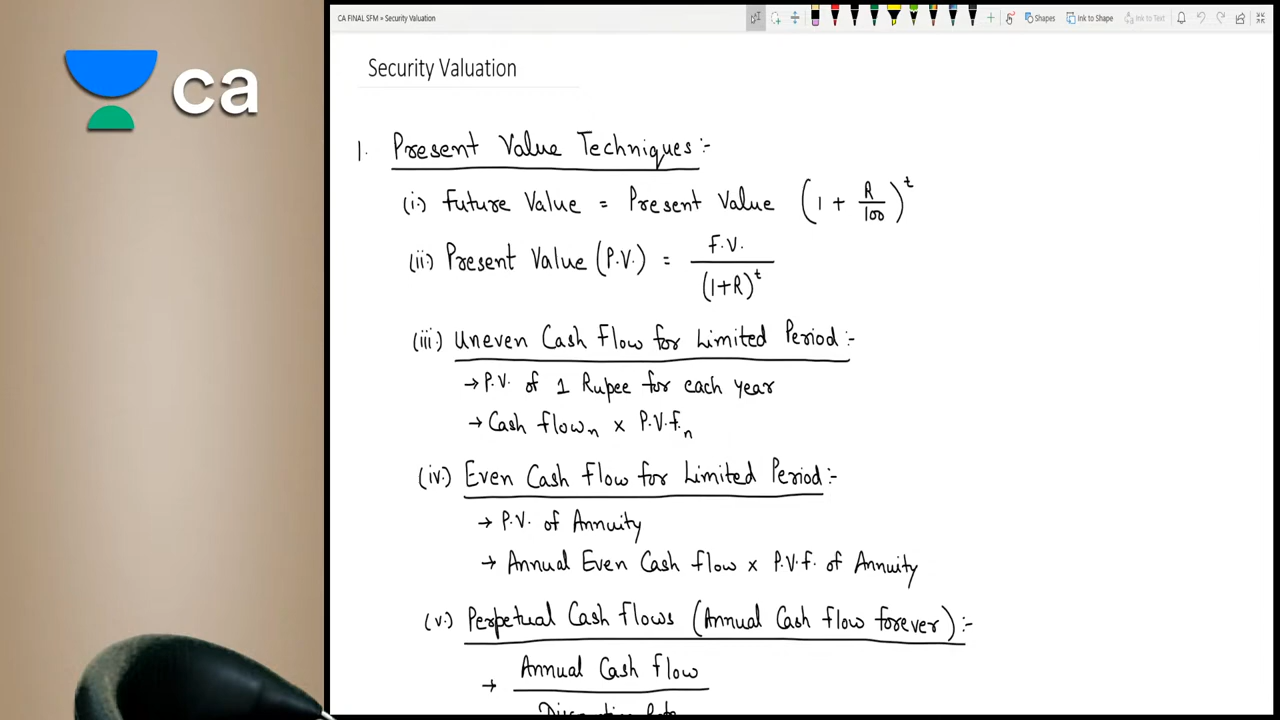 CA FINAL SFM > Security Valuation
Shapes
Ink to Shape
Ink to Text
ca
Security Valuation
1. Present Value Techniques :-
(i.) Future Value = Present Value (1 + R/100)^t
(ii) Present Value (P.V.) = F.V. / (1+R)^t
(iii) Uneven Cash Flow for Limited Period :-
→ P.V. of 1 Rupee for each year
→ Cash flow_n × P.V.f._n
(iv.) Even Cash Flow for Limited Period :-
→ P.V. of Annuity
→ Annual Even Cash flow × P.V.f. of Annuity
(v.) Perpetual Cash flows (Annual Cash flow forever) :-
→ Annual Cash flow